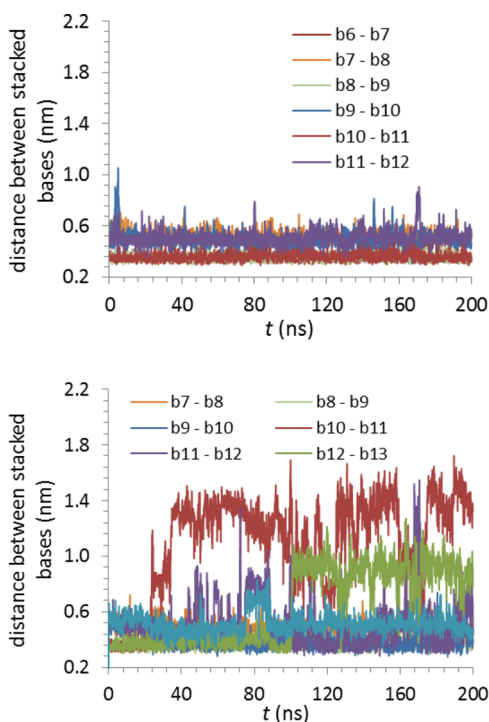 distance between stacked
bases (nm)
2.2
1.8
1.4
1.0
0.6
0.2
b6 - b7
b7 - b8
b8 - b9
b9 - b10
b10 - b11
b11 - b12
0 40 80 120 160 200
t (ns)
distance between stacked
bases (nm)
2.2
1.8
1.4
1.0
0.6
0.2
b7 - b8 b8 - b9
b9 - b10 b10 - b11
b11 - b12 b12 - b13
0 40 80 120 160 200
t (ns)